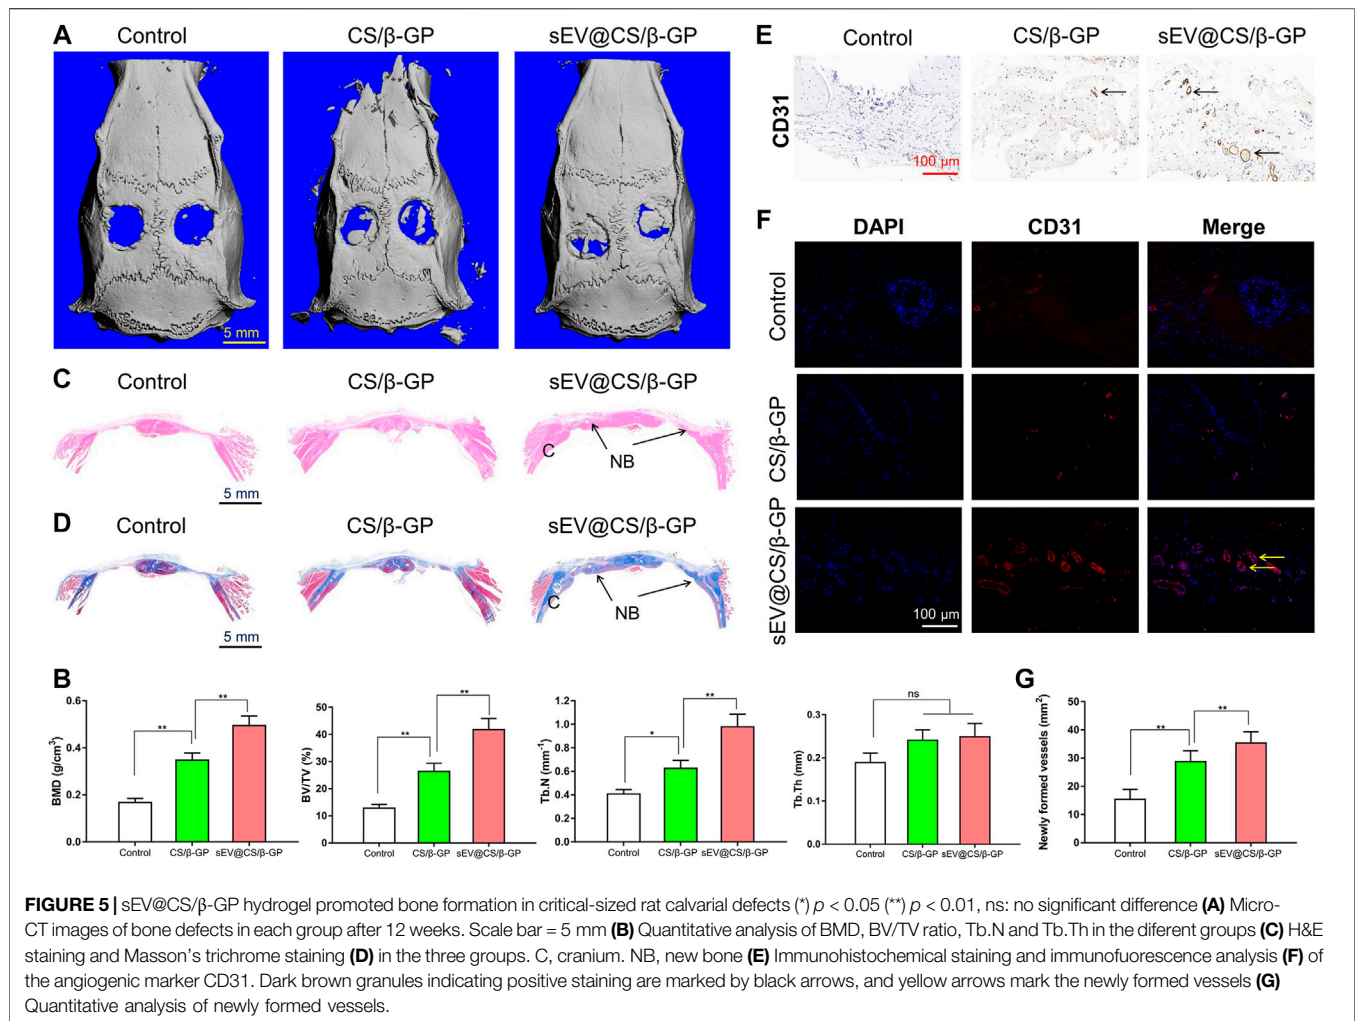 A
Control
CS/β-GP
sEV@CS/β-GP
5 mm
C
Control
CS/β-GP
sEV@CS/β-GP
C
NB
5 mm
D
Control
CS/β-GP
sEV@CS/β-GP
C
NB
5 mm
E
Control
CS/β-GP
sEV@CS/β-GP
CD31
100 µm
F
DAPI
CD31
Merge
Control
CS/β-GP
sEV@CS/β-GP
100 µm
B
BMD (g/cm³)
0.6
0.4
0.2
0.0
**
**
Control
CS/β-GP
sEV@CS/β-GP
BV/TV (%)
50
40
30
20
10
0
**
**
Control
CS/β-GP
sEV@CS/β-GP
Tb.N (mm⁻¹)
1.2
1.0
0.8
0.6
0.4
0.2
0.0
*
**
Control
CS/β-GP
sEV@CS/β-GP
Tb.Th (mm)
0.3
0.2
0.1
0.0
ns
Control
CS/β-GP
sEV@CS/β-GP
G
Newly formed vessels (mm²)
50
40
30
20
10
0
**
**
Control
CS/β-GP
sEV@CS/β-GP
FIGURE 5 | sEV@CS/β-GP hydrogel promoted bone formation in critical-sized rat calvarial defects (*) p < 0.05 (**) p < 0.01, ns: no significant difference (A) Micro-
CT images of bone defects in each group after 12 weeks. Scale bar = 5 mm (B) Quantitative analysis of BMD, BV/TV ratio, Tb.N and Tb.Th in the diferent groups (C) H&E
staining and Masson's trichrome staining (D) in the three groups. C, cranium. NB, new bone (E) Immunohistochemical staining and immunofuorescence analysis (F) of
the angiogenic marker CD31. Dark brown granules indicating positive staining are marked by black arrows, and yellow arrows mark the newly formed vessels (G)
Quantitative analysis of newly formed vessels.